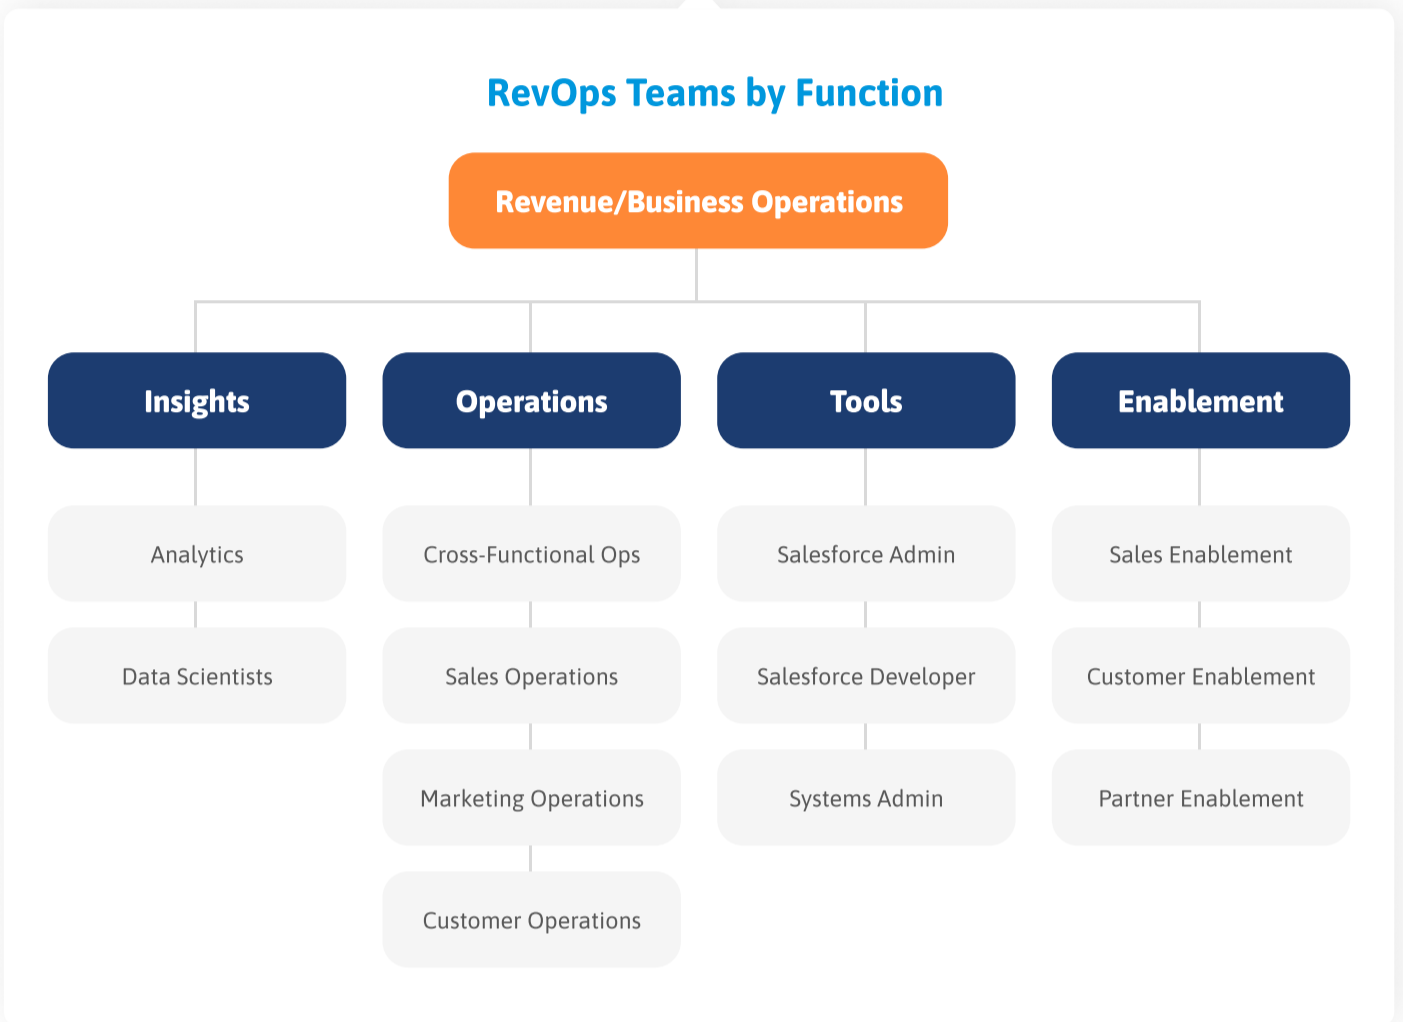 RevOps Teams by Function
Revenue/Business Operations
Insights
Operations
Tools
Enablement
Analytics
Cross-Functional Ops
Salesforce Admin
Sales Enablement
Data Scientists
Sales Operations
Salesforce Developer
Customer Enablement
Marketing Operations
Systems Admin
Partner Enablement
Customer Operations